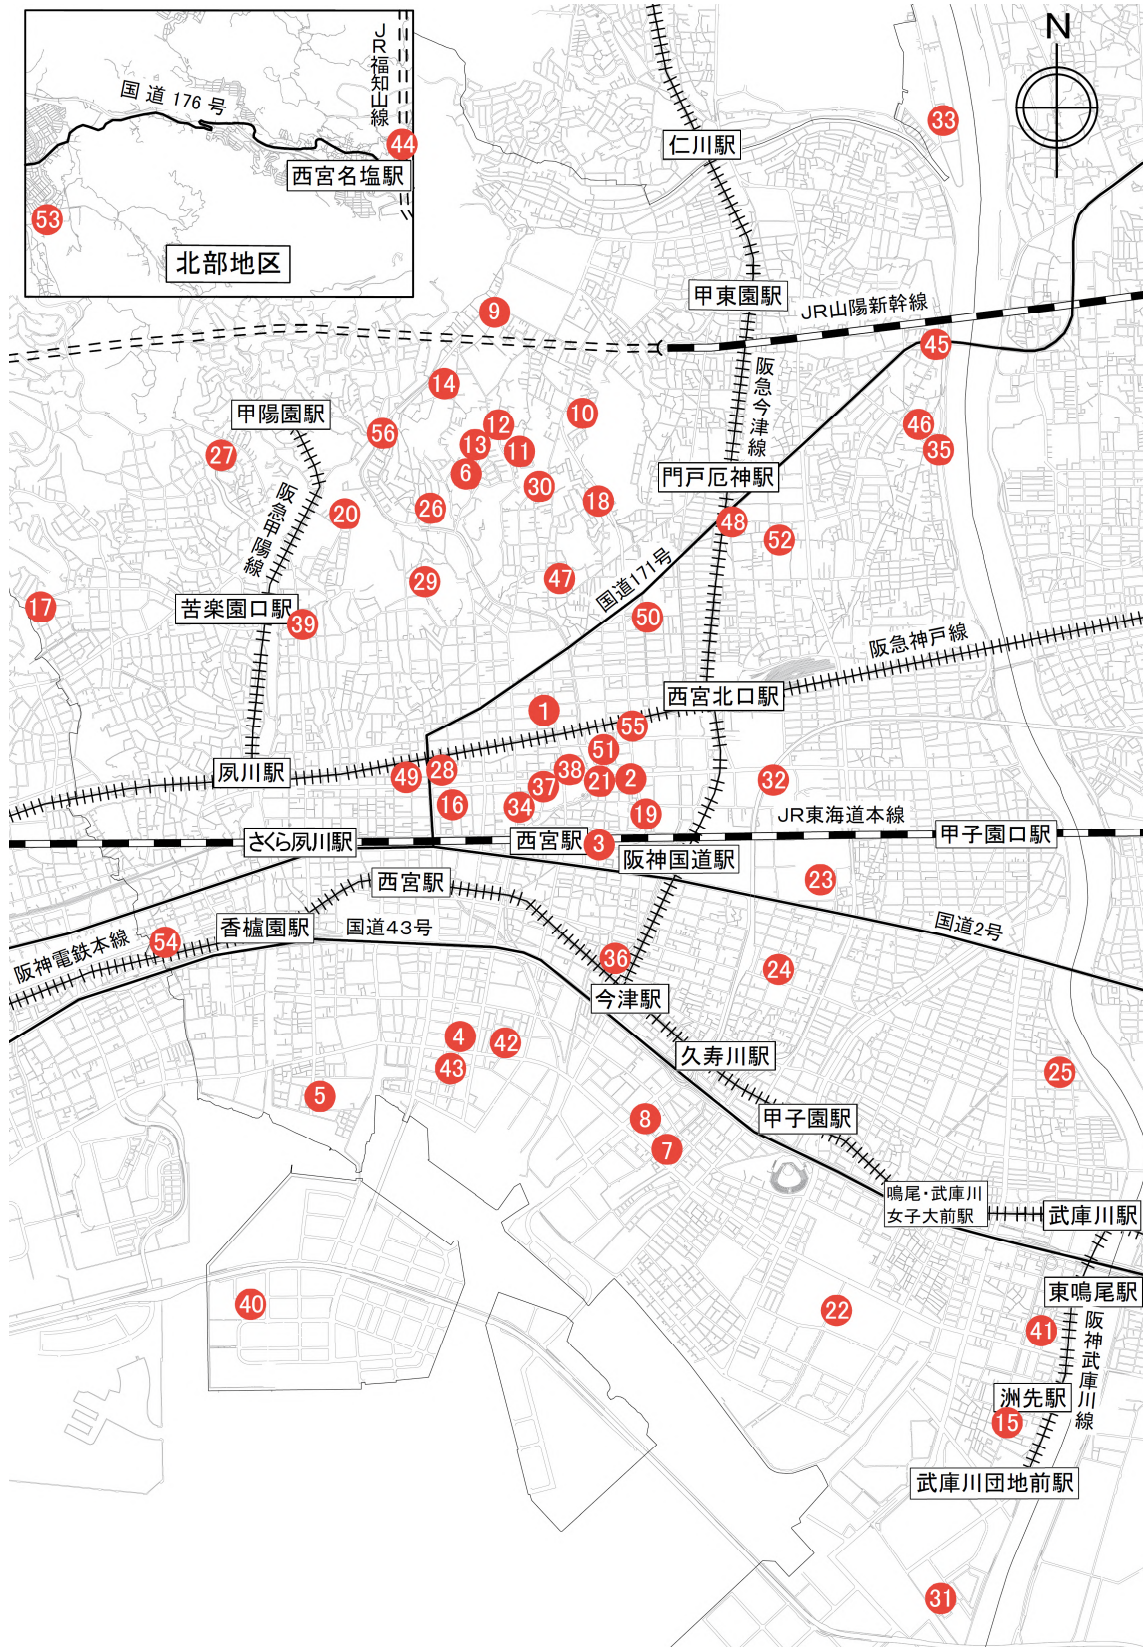 JR福知山線
国道176号
44
西宮名塩駅
53
北部地区
N
33
仁川駅
甲東園駅
9
JR山陽新幹線
45
阪急今津線
14
甲陽園駅
10
12
56
13
11
46
27
6
35
門戸厄神駅
30
阪急甲陽線
18
26
20
48
52
国道171号
29
47
17
苦楽園口駅
39
50
阪急神戸線
西宮北口駅
1
55
51
夙川駅
49
28
38
21
2
32
37
16
34
19
JR東海道本線
さくら夙川駅
西宮駅
3
甲子園口駅
阪神国道駅
西宮駅
23
香櫨園駅
国道43号
国道2号
54
阪神電鉄本線
36
24
今津駅
4
42
久寿川駅
43
25
5
8
甲子園駅
7
鳴尾・武庫川
女子大前駅
武庫川駅
東鳴尾駅
40
22
41
阪神武庫川線
洲先駅
15
武庫川団地前駅
31